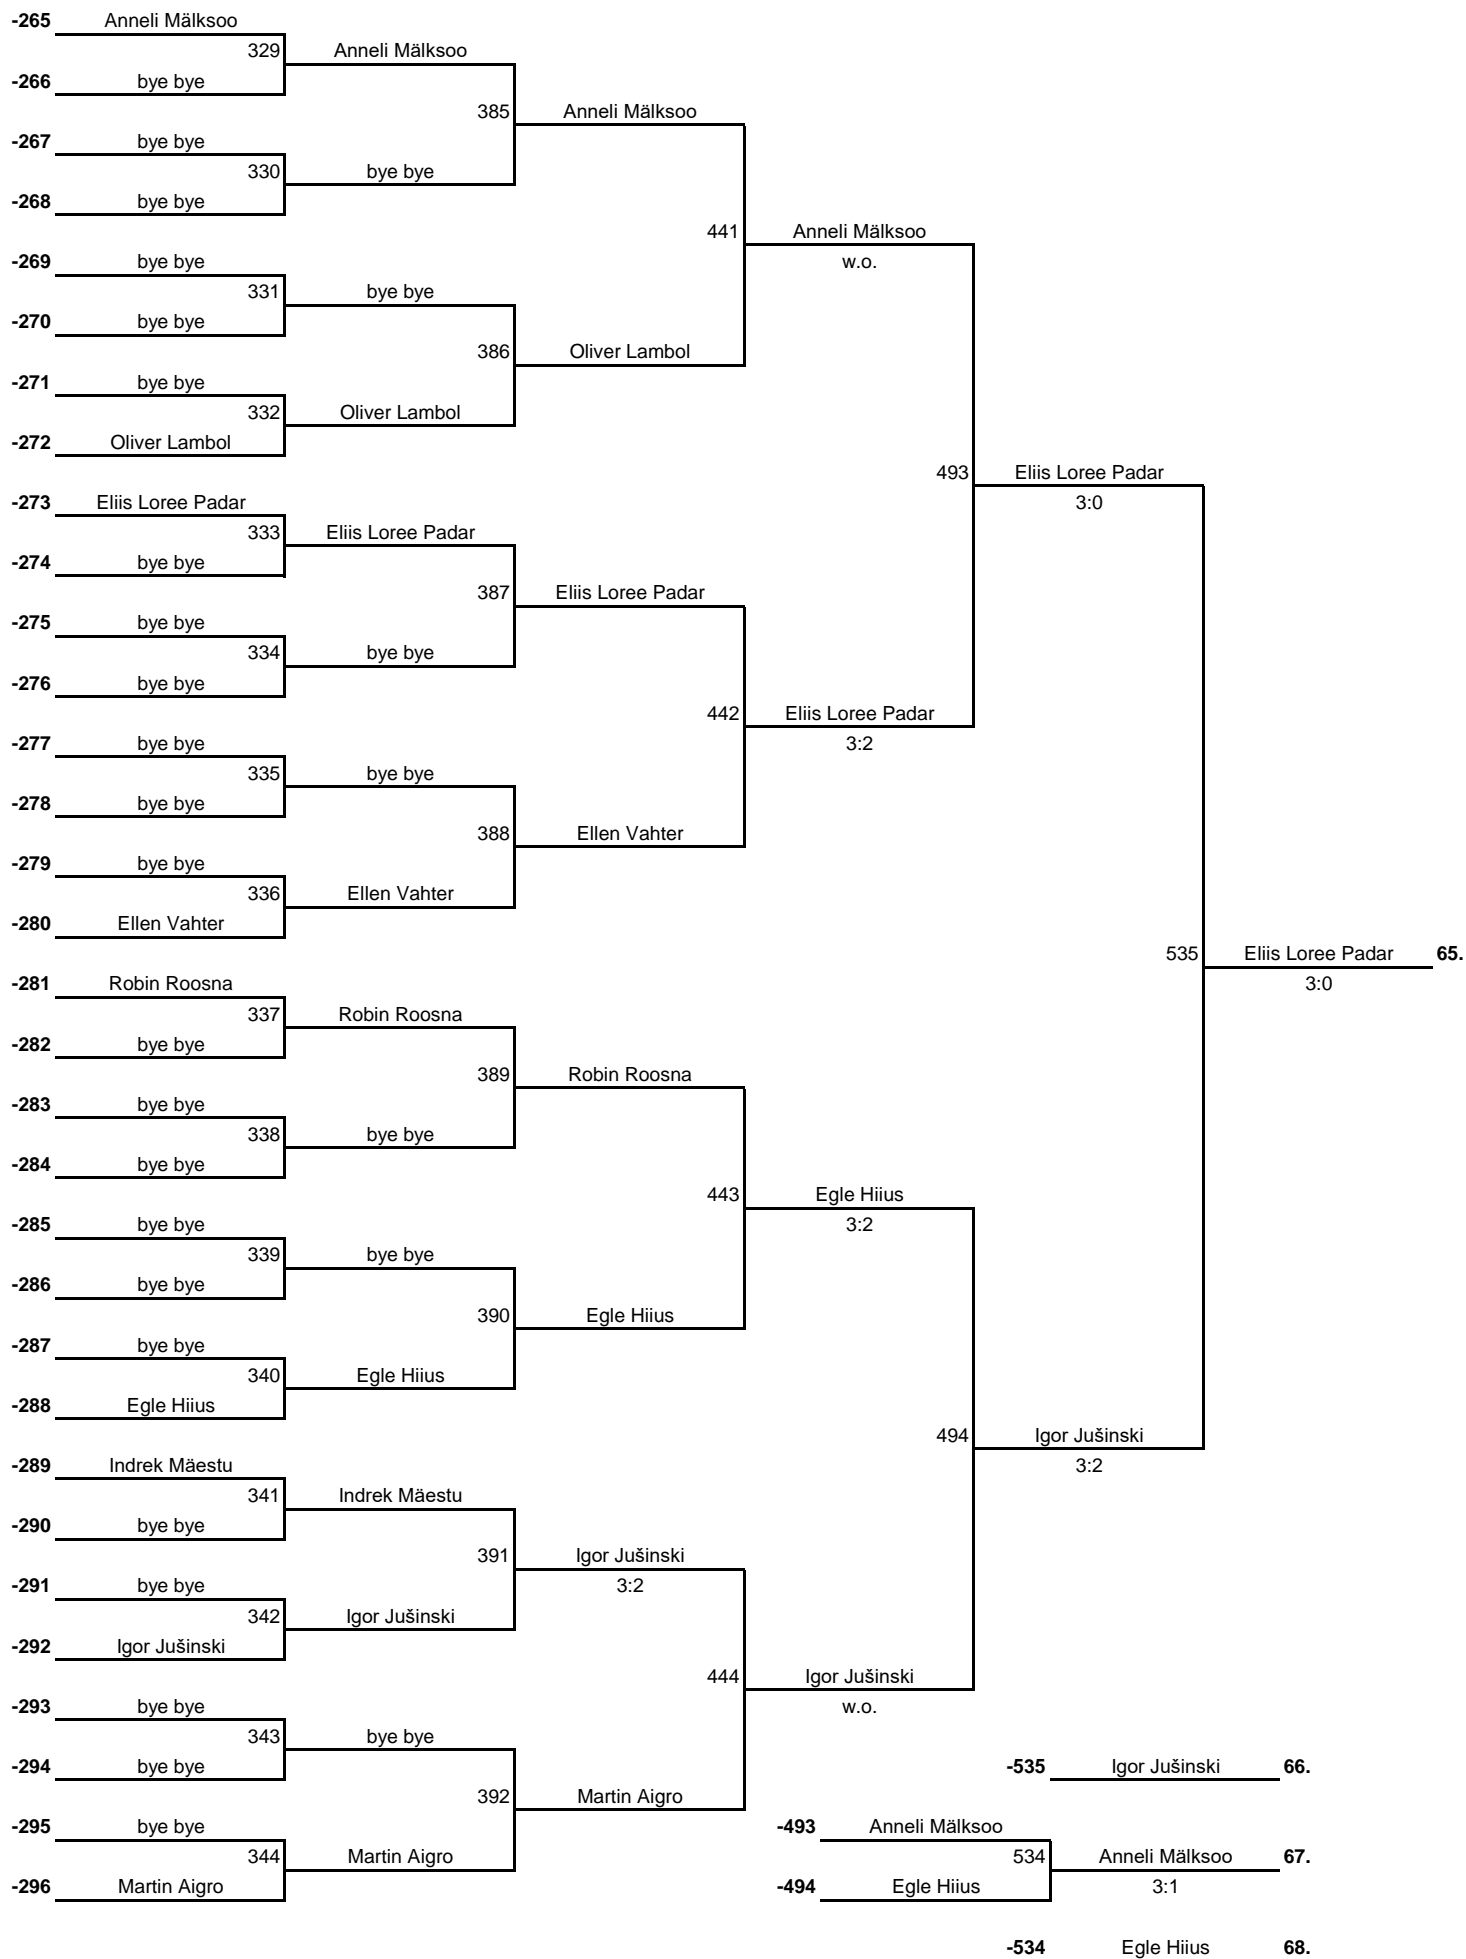 -265 Anneli Mälksoo
329 Anneli Mälksoo
-266 bye bye
385 Anneli Mälksoo
-267 bye bye
330 bye bye
-268 bye bye
441 Anneli Mälksoo
-269 bye bye
w.o.
331 bye bye
-270 bye bye
386 Oliver Lambol
-271 bye bye
332 Oliver Lambol
-272 Oliver Lambol
493 Eliis Loree Padar
-273 Eliis Loree Padar
3:0
333 Eliis Loree Padar
-274 bye bye
387 Eliis Loree Padar
-275 bye bye
334 bye bye
-276 bye bye
442 Eliis Loree Padar
-277 bye bye
3:2
335 bye bye
-278 bye bye
388 Ellen Vahter
-279 bye bye
336 Ellen Vahter
-280 Ellen Vahter
535 Eliis Loree Padar 65.
-281 Robin Roosna
3:0
337 Robin Roosna
-282 bye bye
389 Robin Roosna
-283 bye bye
338 bye bye
-284 bye bye
443 Egle Hiius
-285 bye bye
3:2
339 bye bye
-286 bye bye
390 Egle Hiius
-287 bye bye
340 Egle Hiius
-288 Egle Hiius
494 Igor Jušinski
-289 Indrek Mäestu
3:2
341 Indrek Mäestu
-290 bye bye
391 Igor Jušinski
-291 bye bye
3:2
342 Igor Jušinski
-292 Igor Jušinski
444 Igor Jušinski
-293 bye bye
w.o.
343 bye bye
-294 bye bye
-535 Igor Jušinski 66.
392 Martin Aigro
-295 bye bye
-493 Anneli Mälksoo
344 Martin Aigro
534 Anneli Mälksoo 67.
-296 Martin Aigro
-494 Egle Hiius
3:1
-534 Egle Hiius 68.